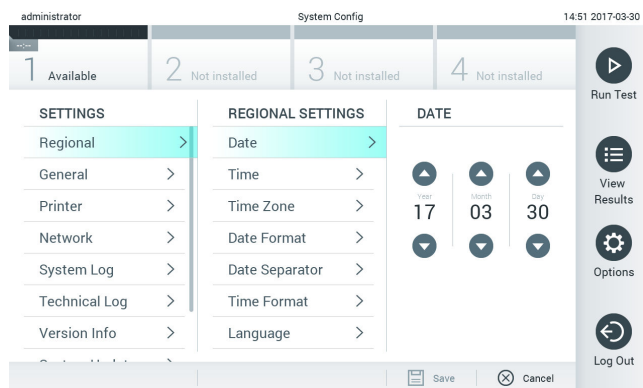 administrator
System Config
14:51 2017-03-30
--:--
1 Available
2 Not installed
3 Not installed
4 Not installed
Run Test
SETTINGS
Regional
General
Printer
Network
System Log
Technical Log
Version Info
REGIONAL SETTINGS
Date
Time
Time Zone
Date Format
Date Separator
Time Format
Language
DATE
Year
Month
Day
17
03
30
View
Results
Options
Log Out
Save
Cancel